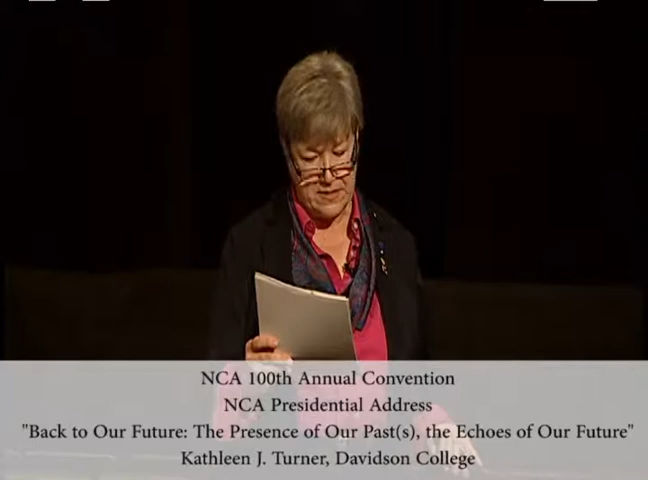 NCA 100th Annual Convention
NCA Presidential Address
"Back to Our Future: The Presence of Our Past(s), the Echoes of Our Future"
Kathleen J. Turner, Davidson College